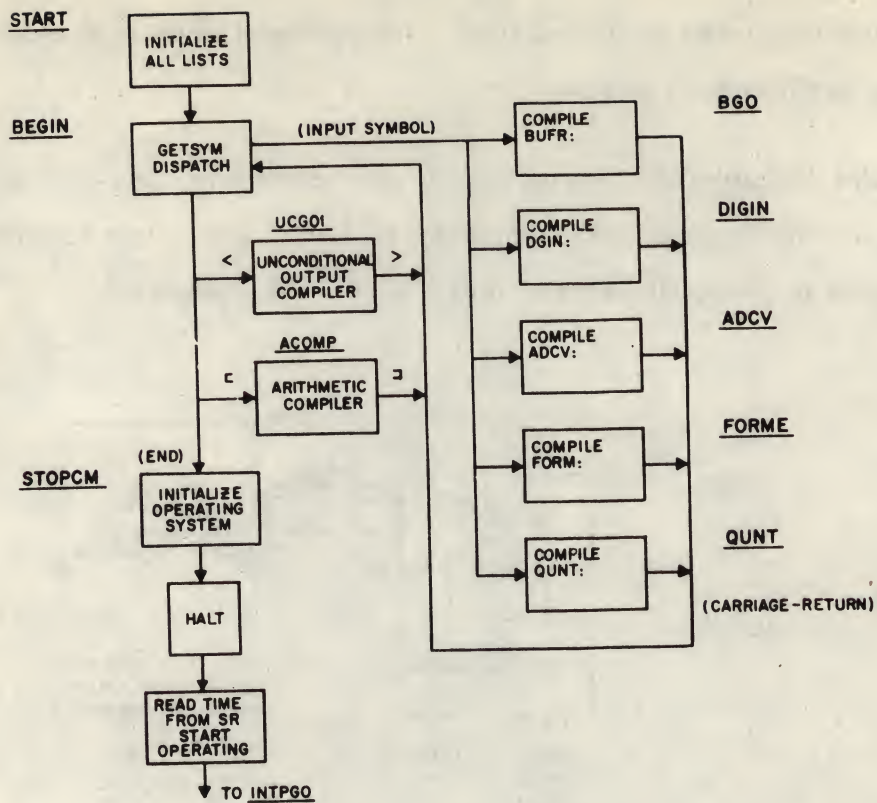 START
INITIALIZE
ALL LISTS
BEGIN
GETSYM
DISPATCH
(INPUT SYMBOL)
COMPILE
BUFR:
BGO
UCGO1
<
UNCONDITIONAL
OUTPUT
COMPILER
>
COMPILE
DGIN:
DIGIN
ACOMP
⊏
ARITHMETIC
COMPILER
⊐
COMPILE
ADCV:
ADCV
(END)
STOPCM
INITIALIZE
OPERATING
SYSTEM
COMPILE
FORM:
FORME
COMPILE
QUNT:
QUNT
(CARRIAGE-RETURN)
HALT
READ TIME
FROM SR
START
OPERATING
TO INTPGO